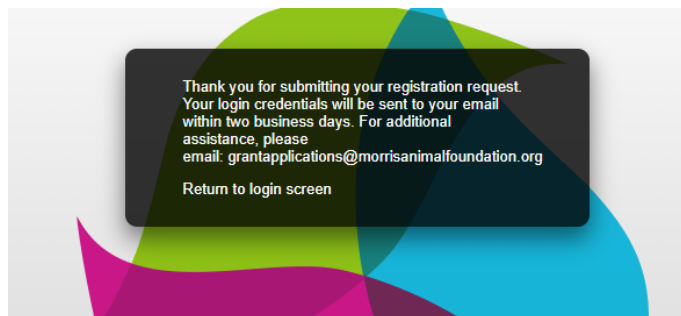 Thank you for submitting your registration request.
Your login credentials will be sent to your email
within two business days. For additional
assistance, please
email: grantapplications@morrisanimalfoundation.org
Return to login screen